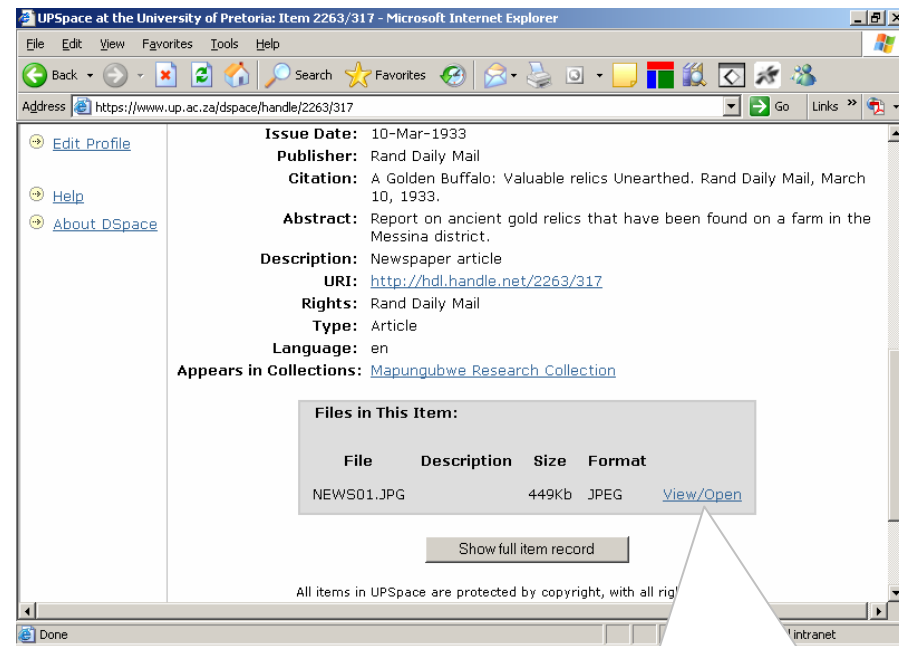 UPSpace at the University of Pretoria: Item 2263/317 - Microsoft Internet Explorer
File Edit View Favorites Tools Help
Back Search Favorites
Address https://www.up.ac.za/dspace/handle/2263/317 Go Links »
Edit Profile
Help
About DSpace
Issue Date: 10-Mar-1933
Publisher: Rand Daily Mail
Citation: A Golden Buffalo: Valuable relics Unearthed. Rand Daily Mail, March
10, 1933.
Abstract: Report on ancient gold relics that have been found on a farm in the
Messina district.
Description: Newspaper article
URI: http://hdl.handle.net/2263/317
Rights: Rand Daily Mail
Type: Article
Language: en
Appears in Collections: Mapungubwe Research Collection
Files in This Item:
File Description Size Format
NEWS01.JPG 449Kb JPEG View/Open
Show full item record
All items in UPSpace are protected by copyright, with all
Done intranet